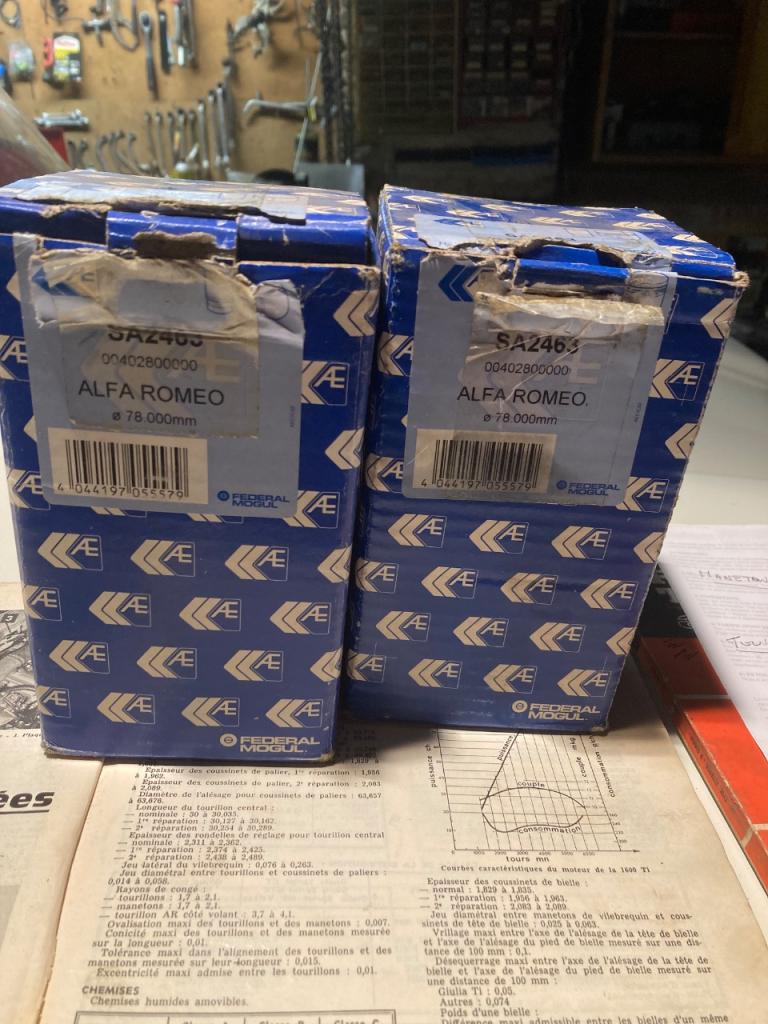 SA2463
00402800000
ALFA ROMEO
ø 78.000mm
4 044197 055579
FEDERAL
MOGUL
Æ
FEDERAL
MOGUL.
SA2463
00402800000
ALFA ROMEO.
ø 78.000mm
4 044197 055579
FEDERAL
MOGUL
Æ
FEDERAL
MOGUL.
ées
Epaisseur des coussinets de palier, 1re réparation : 1,956
à 1,962.
Epaisseur des coussinets de palier, 2e réparation : 2,083
à 2,089.
Diamètre de l'alésage pour coussinets de paliers : 63,657
à 63,676.
Longueur du tourillon central :
— nominale : 30 à 30,035.
— 1re réparation : 30,127 à 30,162.
— 2e réparation : 30,254 à 30,289.
Epaisseur des rondelles de réglage pour tourillon central
— nominale : 2,311 à 2,362.
— 1re réparation : 2,374 à 2,425.
— 2e réparation : 2,438 à 2,489.
Jeu latéral du vilebrequin : 0,076 à 0,263.
Jeu diamétral entre tourillons et coussinets de paliers :
0,014 à 0,058.
Rayons de congé :
— tourillons : 1,7 à 2,1.
— manetons : 1,7 à 2,1.
— tourillon AR côté volant : 3,7 à 4,1.
Ovalisation maxi des tourillons et des manetons : 0,007.
Conicité maxi des tourillons et des manetons mesurée
sur la longueur : 0,01.
Tolérance maxi dans l'alignement des tourillons et des
manetons mesurée sur leur longueur : 0,015.
Excentricité maxi admise entre les tourillons : 0,01.
CHEMISES
Chemises humides amovibles.
puissance ch
puissance
couple
consommation
tours mn
Courbes caractéristiques du moteur de la 1600 TI
Epaisseur des coussinets de bielle :
— normal : 1,829 à 1,835.
— 1re réparation : 1,956 à 1,963.
— 2e réparation : 2,083 à 2,089.
Jeu diamétral entre manetons de vilebrequin et cous-
sinets de tête de bielle : 0,025 à 0,063.
Vrillage maxi entre l'axe de l'alésage de la tête de bielle
et l'axe de l'alésage du pied de bielle mesuré sur une dis-
tance de 100 mm : 0,1.
Déséquerrage maxi entre l'axe de l'alésage de la tête de
bielle et l'axe de l'alésage du pied de bielle mesuré sur
une distance de 100 mm :
Giulia TI : 0,05.
Autres : 0,074
Poids d'une bielle :
Différence maxi admissible entre les bielles d'un même